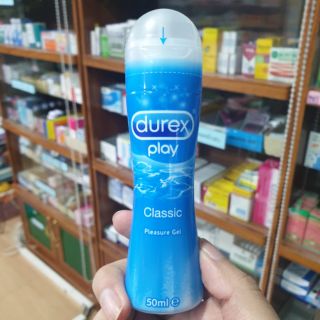 durex
play
Classic
Pleasure Gel
50ml e